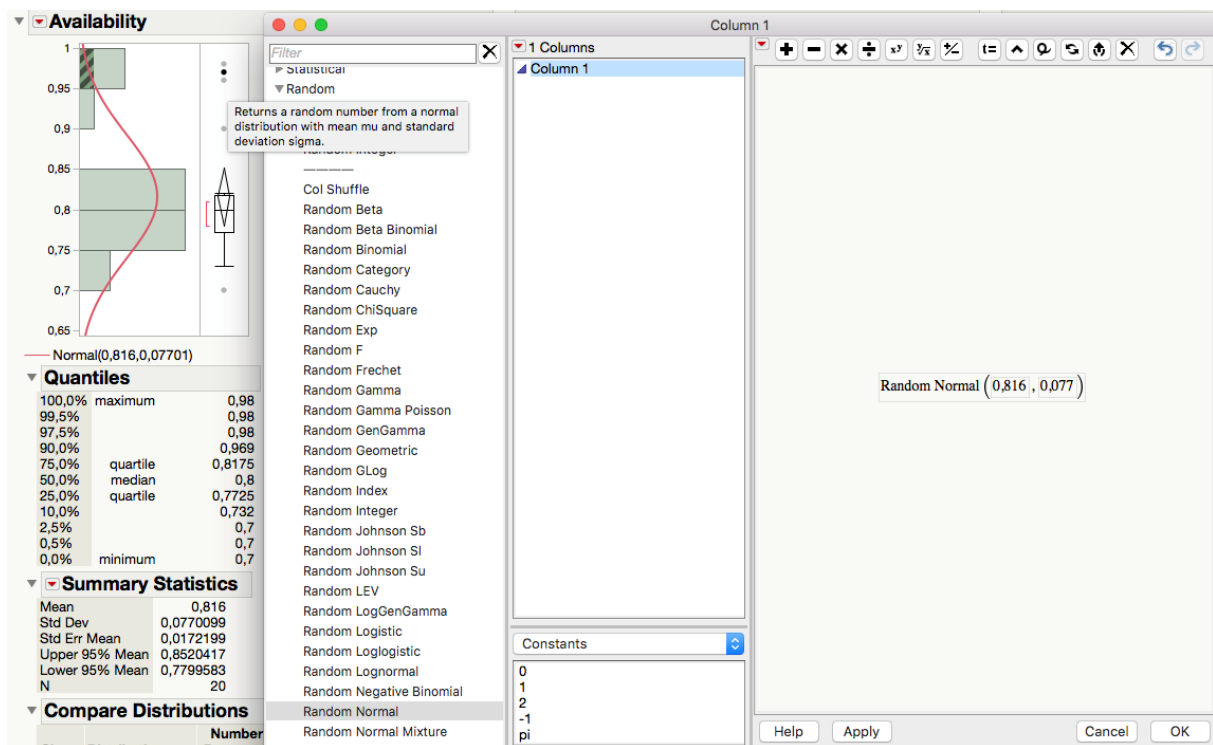 Availability
1
0,95
0,9
0,85
0,8
0,75
0,7
0,65
Normal(0,816,0,07701)
Quantiles
100,0% maximum 0,98
99,5% 0,98
97,5% 0,98
90,0% 0,969
75,0% quartile 0,8175
50,0% median 0,8
25,0% quartile 0,7725
10,0% 0,732
2,5% 0,7
0,5% 0,7
0,0% minimum 0,7
Summary Statistics
Mean 0,816
Std Dev 0,0770099
Std Err Mean 0,0172199
Upper 95% Mean 0,8520417
Lower 95% Mean 0,7799583
N 20
Compare Distributions
Number
Column 1
Filter
Statistical
Random
Returns a random number from a normal
distribution with mean mu and standard
deviation sigma.
Random Integer
Col Shuffle
Random Beta
Random Beta Binomial
Random Binomial
Random Category
Random Cauchy
Random ChiSquare
Random Exp
Random F
Random Frechet
Random Gamma
Random Gamma Poisson
Random GenGamma
Random Geometric
Random GLog
Random Index
Random Integer
Random Johnson Sb
Random Johnson Sl
Random Johnson Su
Random LEV
Random LogGenGamma
Random Logistic
Random Loglogistic
Random Lognormal
Random Negative Binomial
Random Normal
Random Normal Mixture
1 Columns
Column 1
Constants
0
1
2
-1
pi
t=
Random Normal ( 0,816 , 0,077 )
Help
Apply
Cancel
OK